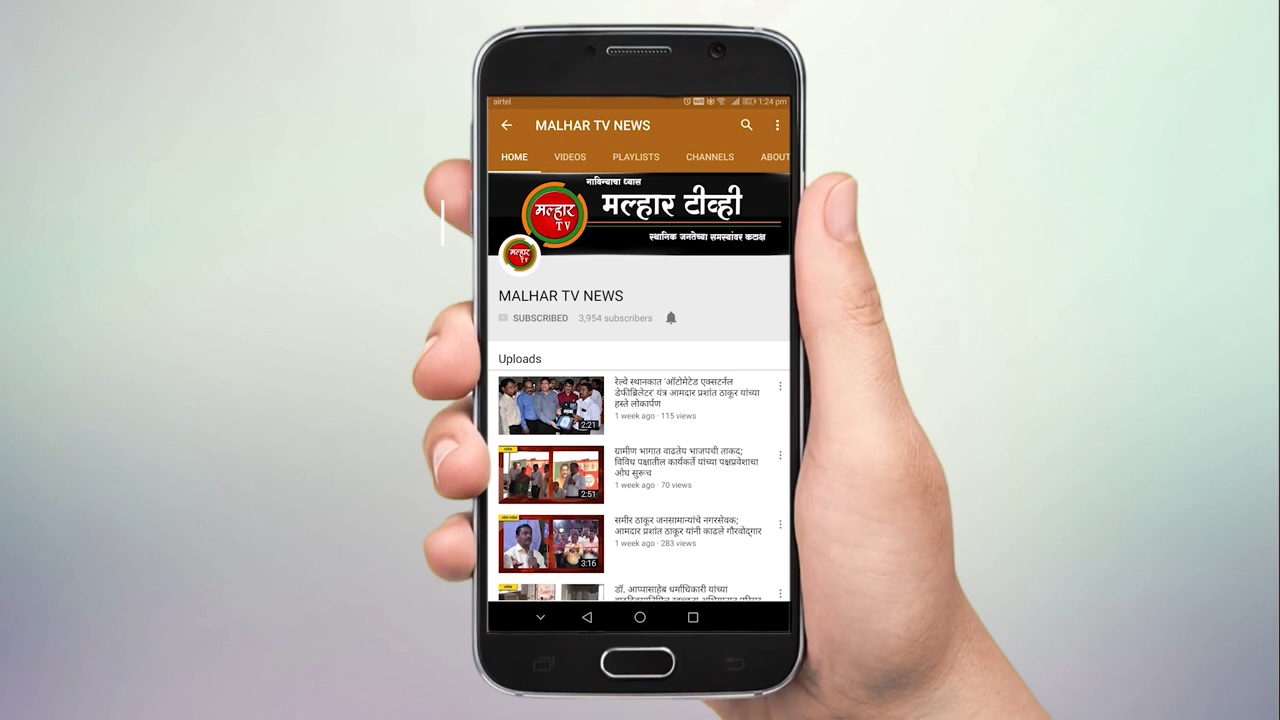 airtel 1:24 pm
MALHAR TV NEWS
HOME VIDEOS PLAYLISTS CHANNELS ABOUT
नाविन्याचा ध्यास
मल्हार टीव्ही
मल्हार
TV
स्थानिक जनतेच्या समस्यांवर कटाक्ष
मल्हार
TV
MALHAR TV NEWS
SUBSCRIBED 3,954 subscribers
Uploads
रेल्वे स्थानकात 'ऑटोमेटेड एक्सटर्नल
डेफीब्रिलेटर' यंत्र आमदार प्रशांत ठाकूर यांच्या
हस्ते लोकार्पण
1 week ago · 115 views
2:21
ग्रामीण भागात वाढतेय भाजपची ताकद;
विविध पक्षातील कार्यकर्ते यांच्या पक्षप्रवेशाचा
ओघ सुरूच
1 week ago · 70 views
2:51
समीर ठाकूर जनसामान्यांचे नगरसेवक;
आमदार प्रशांत ठाकूर यांनी काढले गौरवोद्गार
1 week ago · 283 views
3:16
डॉ. आप्पासाहेब धर्माधिकारी यांच्या